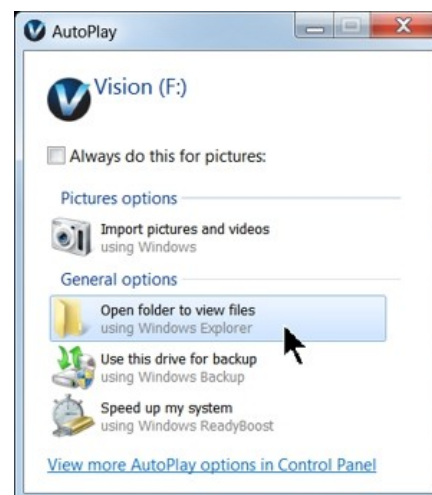 AutoPlay
Vision (F:)
Always do this for pictures:
Pictures options
Import pictures and videos
using Windows
General options
Open folder to view files
using Windows Explorer
Use this drive for backup
using Windows Backup
Speed up my system
using Windows ReadyBoost
View more AutoPlay options in Control Panel